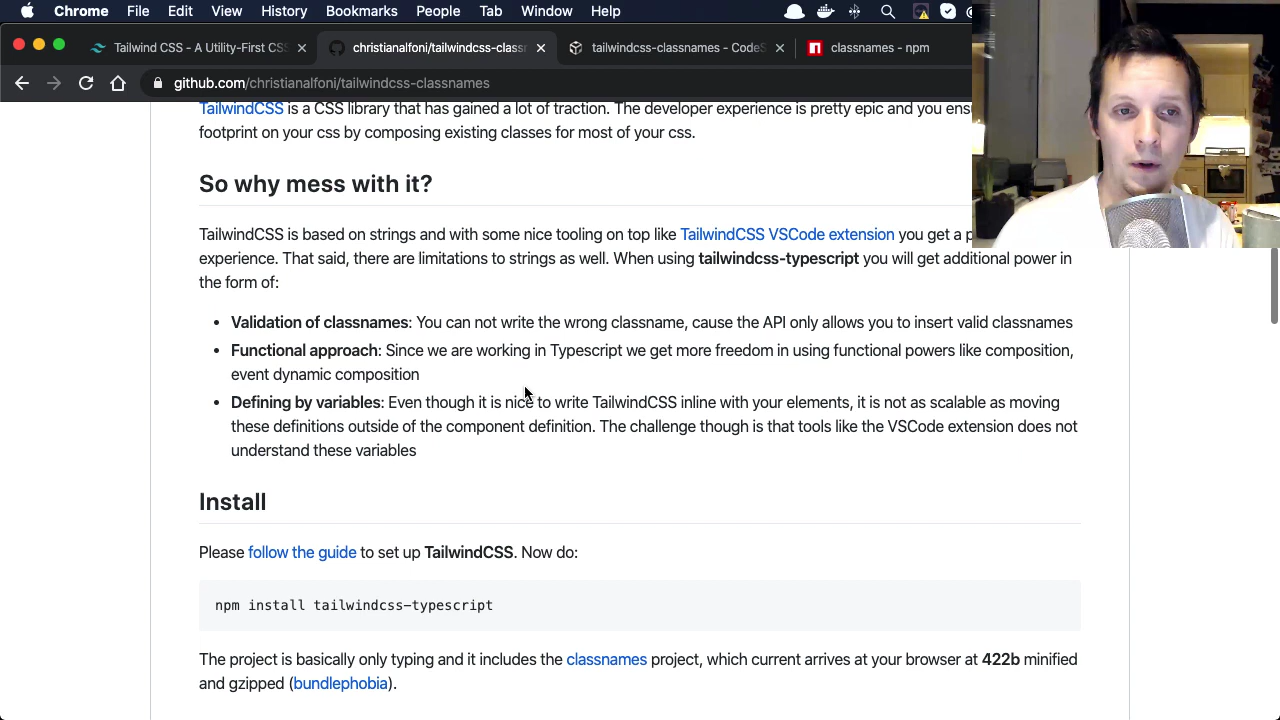 Chrome File Edit View History Bookmarks People Tab Window Help
Tailwind CSS - A Utility-First CSS
christianalfoni/tailwindcss-classn
tailwindcss-classnames – CodeS
classnames - npm
github.com/christianalfoni/tailwindcss-classnames
TailwindCSS is a CSS library that has gained a lot of traction. The developer experience is pretty epic and you ens
footprint on your css by composing existing classes for most of your css.
So why mess with it?
TailwindCSS is based on strings and with some nice tooling on top like TailwindCSS VSCode extension you get a p
experience. That said, there are limitations to strings as well. When using tailwindcss-typescript you will get additional power in
the form of:
• Validation of classnames: You can not write the wrong classname, cause the API only allows you to insert valid classnames
• Functional approach: Since we are working in Typescript we get more freedom in using functional powers like composition,
event dynamic composition
• Defining by variables: Even though it is nice to write TailwindCSS inline with your elements, it is not as scalable as moving
these definitions outside of the component definition. The challenge though is that tools like the VSCode extension does not
understand these variables
Install
Please follow the guide to set up TailwindCSS. Now do:
npm install tailwindcss-typescript
The project is basically only typing and it includes the classnames project, which current arrives at your browser at 422b minified
and gzipped (bundlephobia).